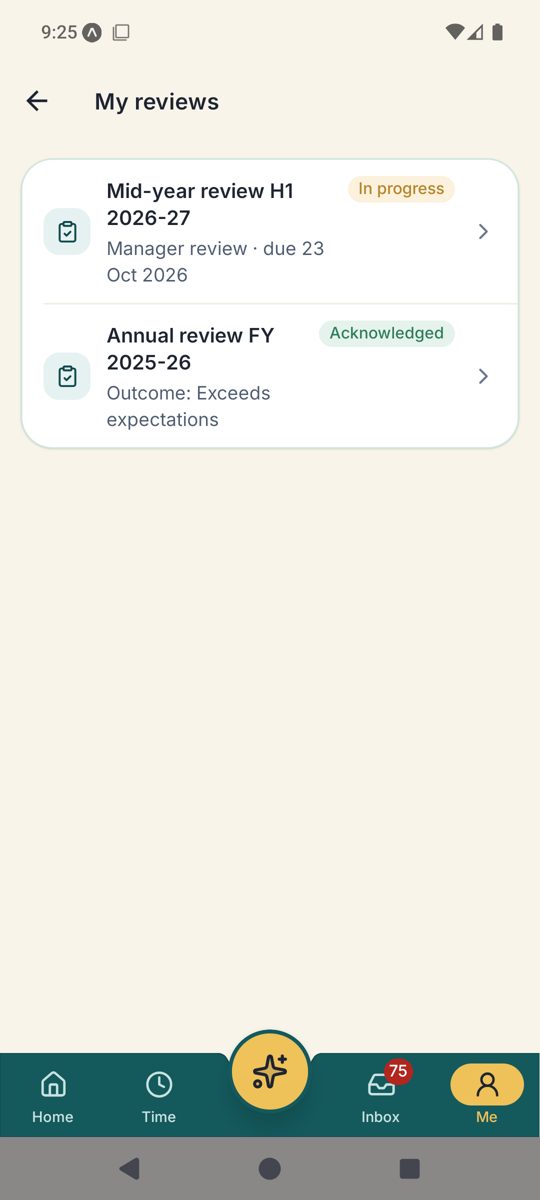 9:25
My reviews
Mid-year review H1
2026-27
In progress
Manager review · due 23
Oct 2026
Annual review FY
2025-26
Acknowledged
Outcome: Exceeds
expectations
75
Home
Time
Inbox
Me